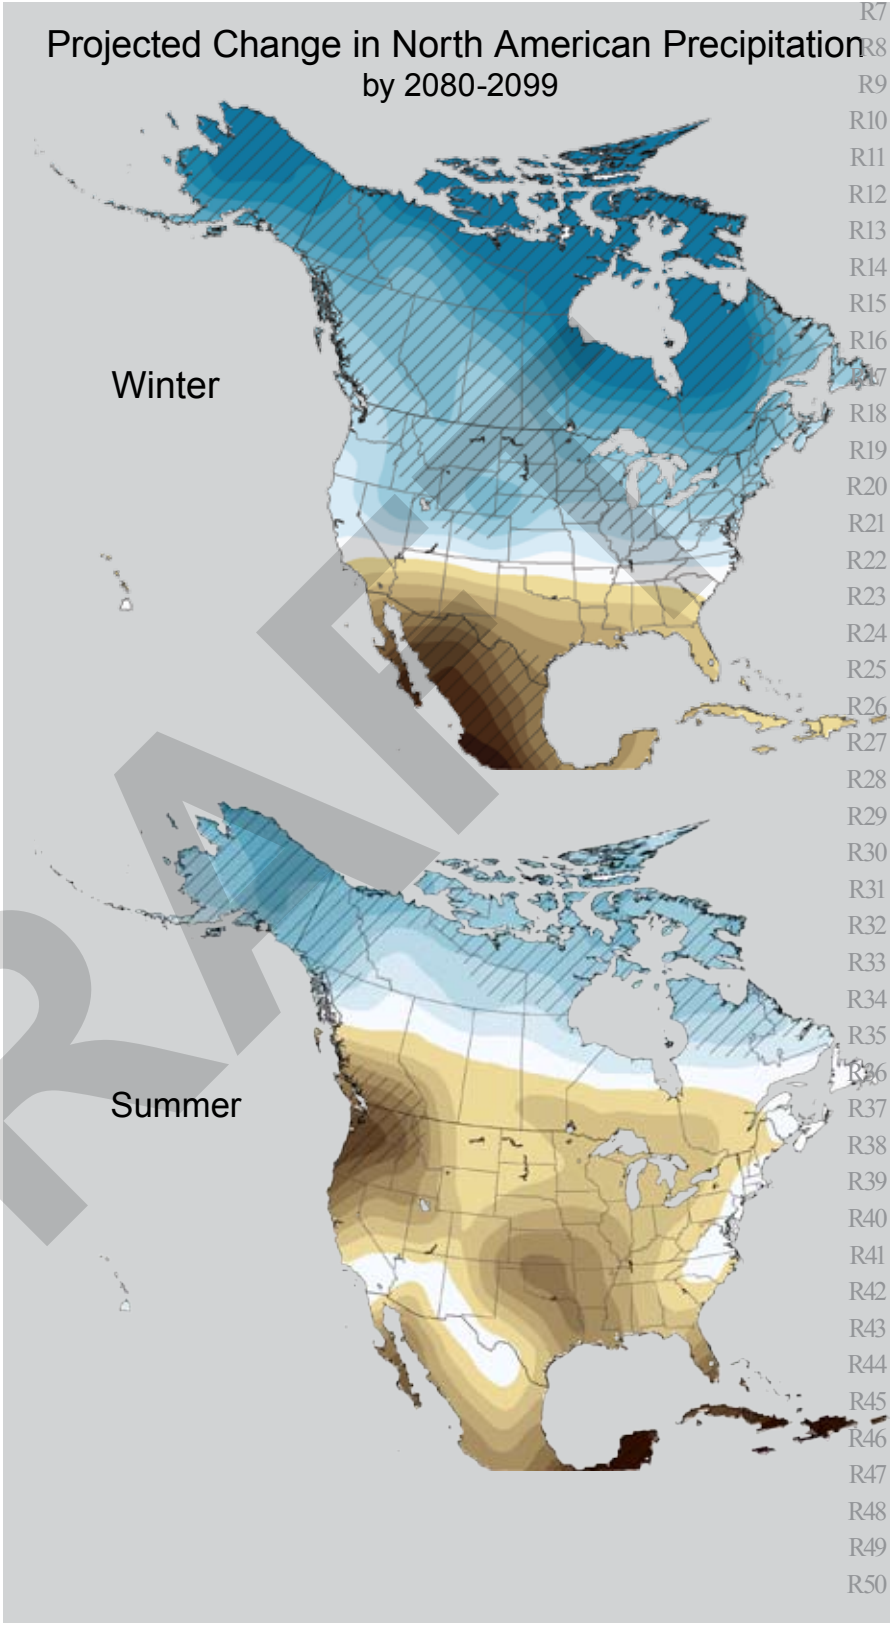 R7
Projected Change in North American Precipitation
R8
by 2080-2099
R9
R10
R11
R12
R13
R14
R15
R16
Winter
R17
R18
R19
R20
R21
R22
R23
R24
R25
R26
R27
R28
R29
R30
R31
R32
R33
R34
R35
R36
Summer
R37
R38
R39
R40
R41
R42
R43
R44
R45
R46
R47
R48
R49
R50
RAFT